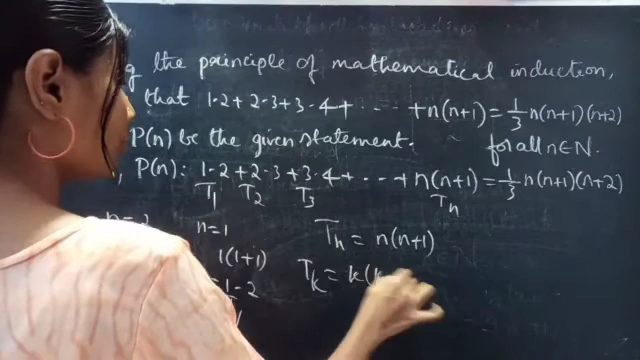 g the principle of mathematical induction,
that 1·2+2·3+3·4+ · · · · +n(n+1)=1/3 n(n+1)(n+2)
P(n) be the given statement. for all n∈N.
, P(n): 1·2+2·3+3·4+ · · · +n(n+1)=1/3 n(n+1)(n+2)
T1 T2 T3 Tn
n=1 Tn = n(n+1)
1(1+1) Tk = k(k
=1·2